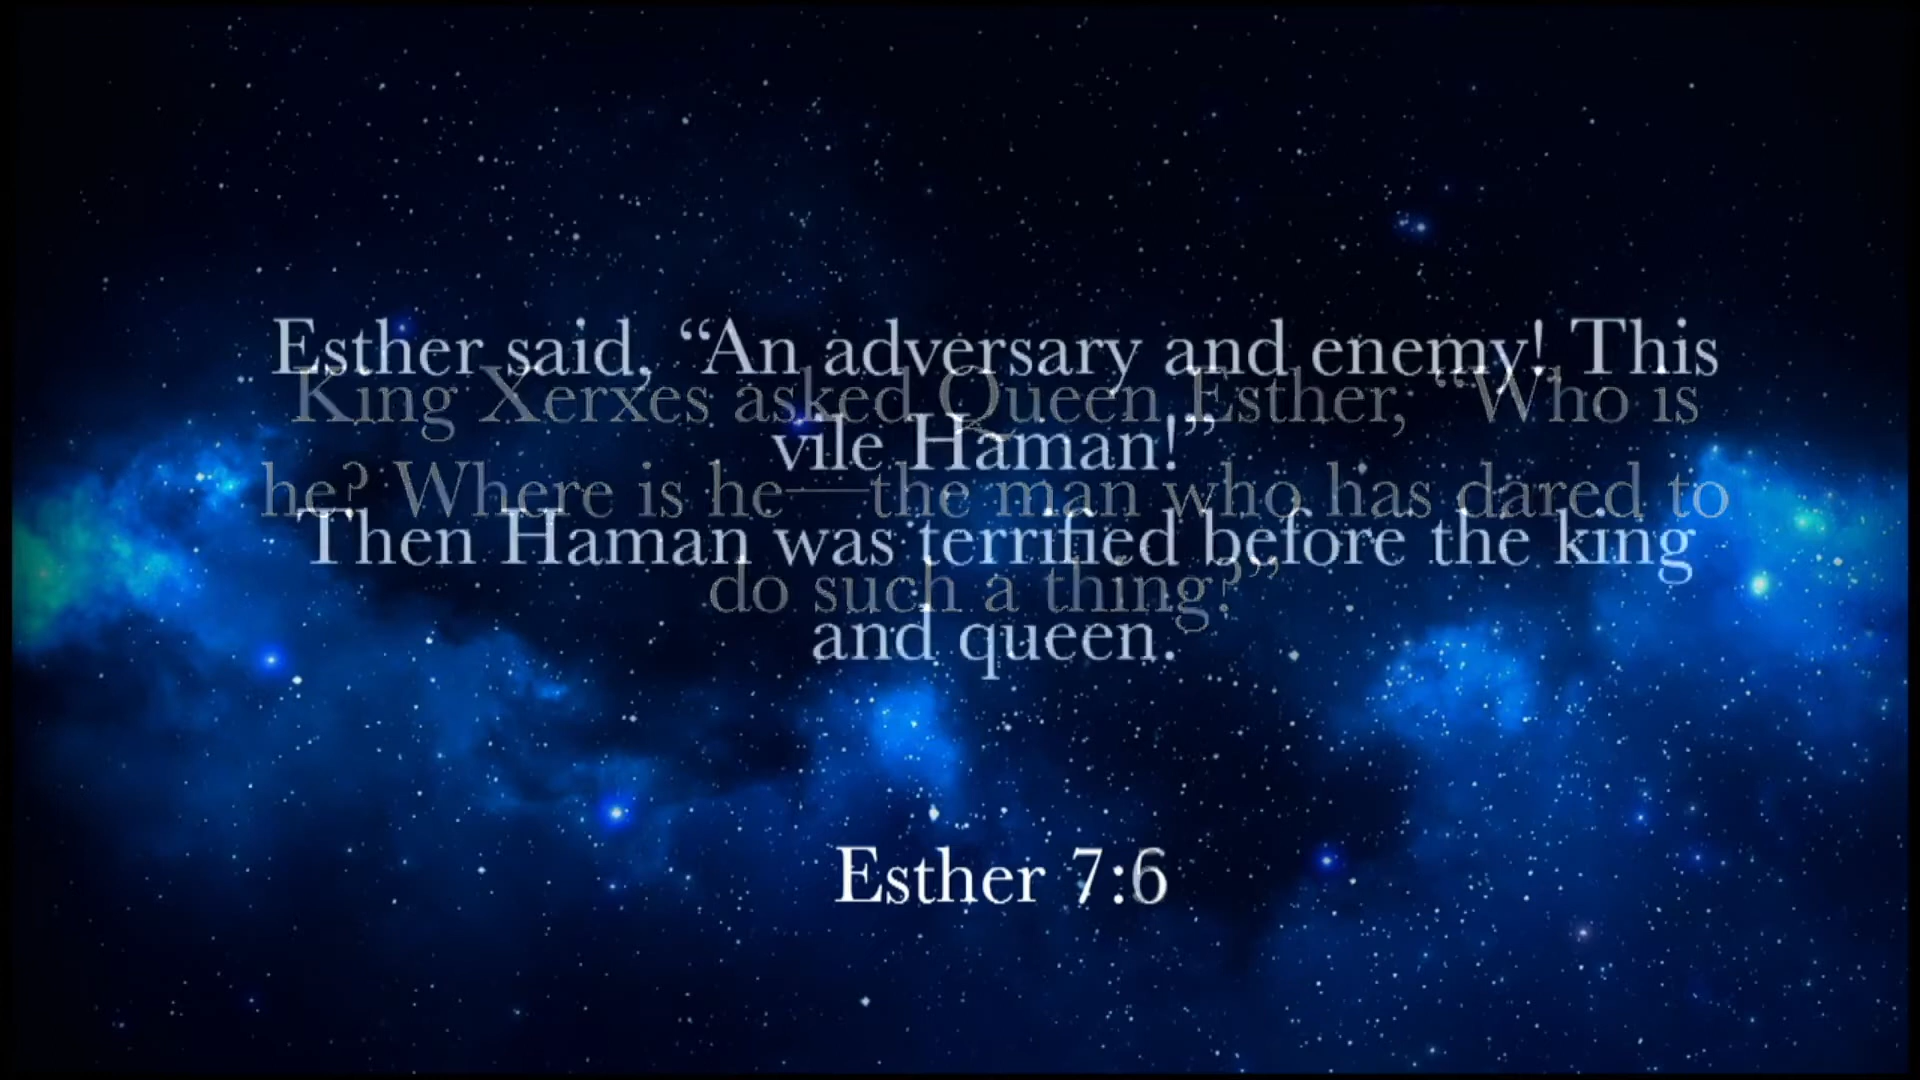 Esther said, “An adversary and enemy! This
King Xerxes asked Queen Esther, “Who is
vile Haman!”
he? Where is he—the man who has dared to
Then Haman was terrified before the king
do such a thing?”
and queen.
Esther 7:6